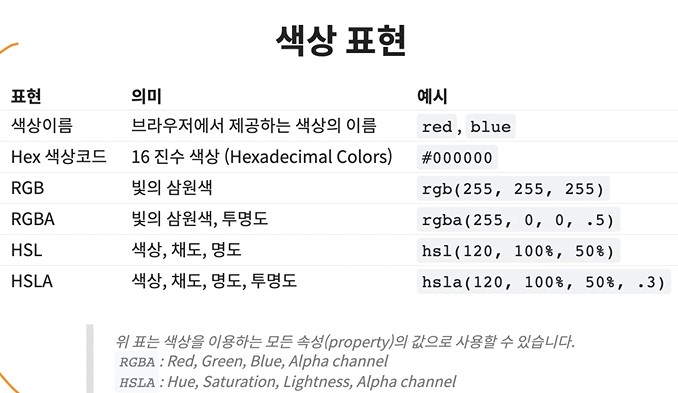 색상 표현
표현 의미 예시
색상이름 브라우저에서 제공하는 색상의 이름 red, blue
Hex 색상코드 16 진수 색상 (Hexadecimal Colors) #000000
RGB 빛의 삼원색 rgb(255, 255, 255)
RGBA 빛의 삼원색, 투명도 rgba(255, 0, 0, .5)
HSL 색상, 채도, 명도 hsl(120, 100%, 50%)
HSLA 색상, 채도, 명도, 투명도 hsla(120, 100%, 50%, .3)
위 표는 색상을 이용하는 모든 속성(property)의 값으로 사용할 수 있습니다.
RGBA : Red, Green, Blue, Alpha channel
HSLA : Hue, Saturation, Lightness, Alpha channel